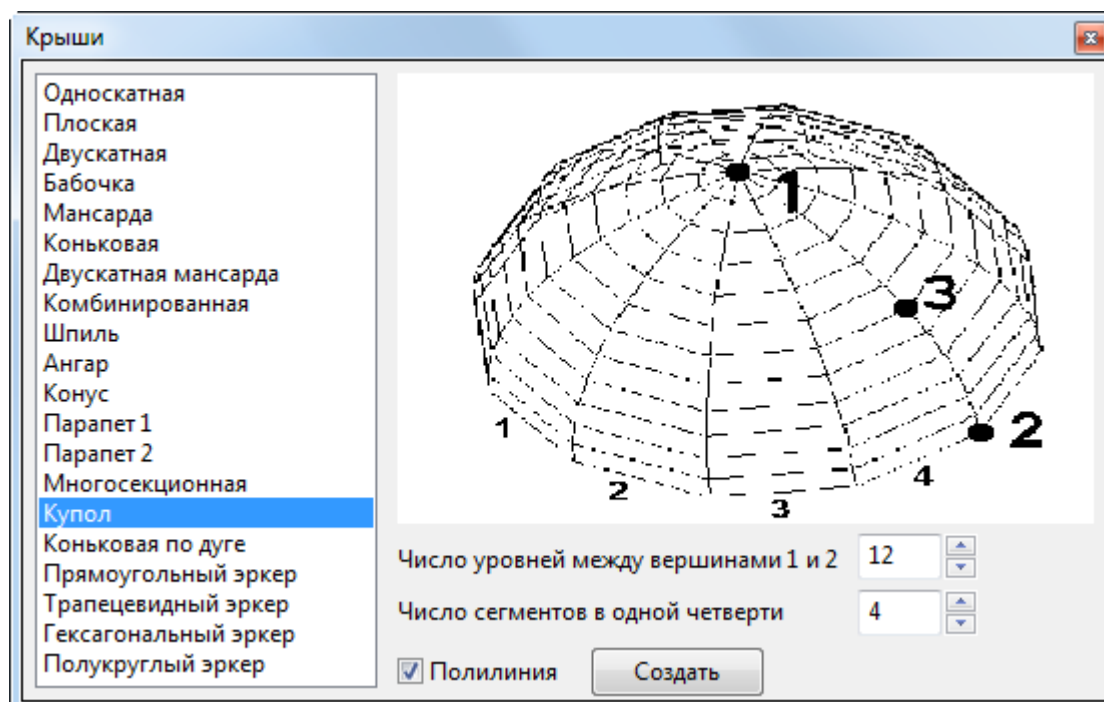 Крыши
Односкатная
Плоская
Двускатная
Бабочка
Мансарда
Коньковая
Двускатная мансарда
Комбинированная
Шпиль
Ангар
Конус
Парапет 1
Парапет 2
Многосекционная
Купол
Коньковая по дуге
Прямоугольный эркер
Трапецевидный эркер
Гексагональный эркер
Полукруглый эркер
1
3
2
1
2
3
4
Число уровней между вершинами 1 и 2 12
Число сегментов в одной четверти 4
Полилиния Создать